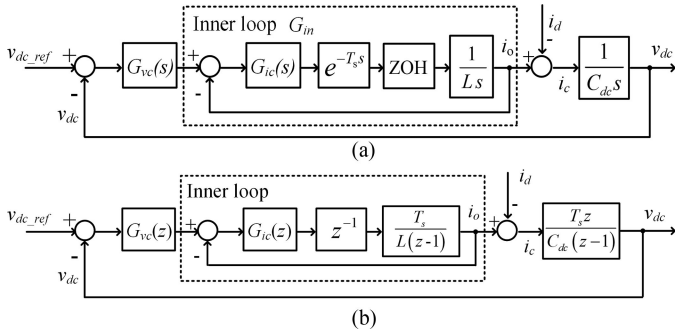 Inner loop G_in
v_dc_ref + - G_vc(s) + - G_ic(s) e^{-T_s s} ZOH 1/(Ls) i_o i_d - + i_c 1/(C_dc s) v_dc
v_dc
(a)
Inner loop
v_dc_ref + - G_vc(z) + - G_ic(z) z^{-1} T_s/(L(z-1)) i_o i_d - + i_c T_s z/(C_dc(z-1)) v_dc
v_dc
(b)